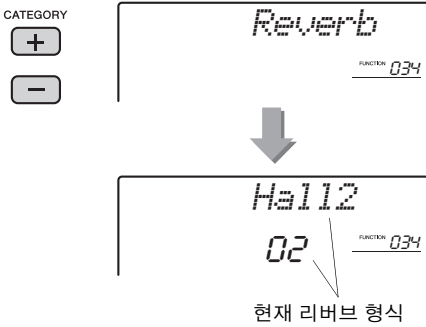 CATEGORY
+
-
Reverb
FUNCTION 034
Hall2
02 FUNCTION 034
현재 리버브 형식